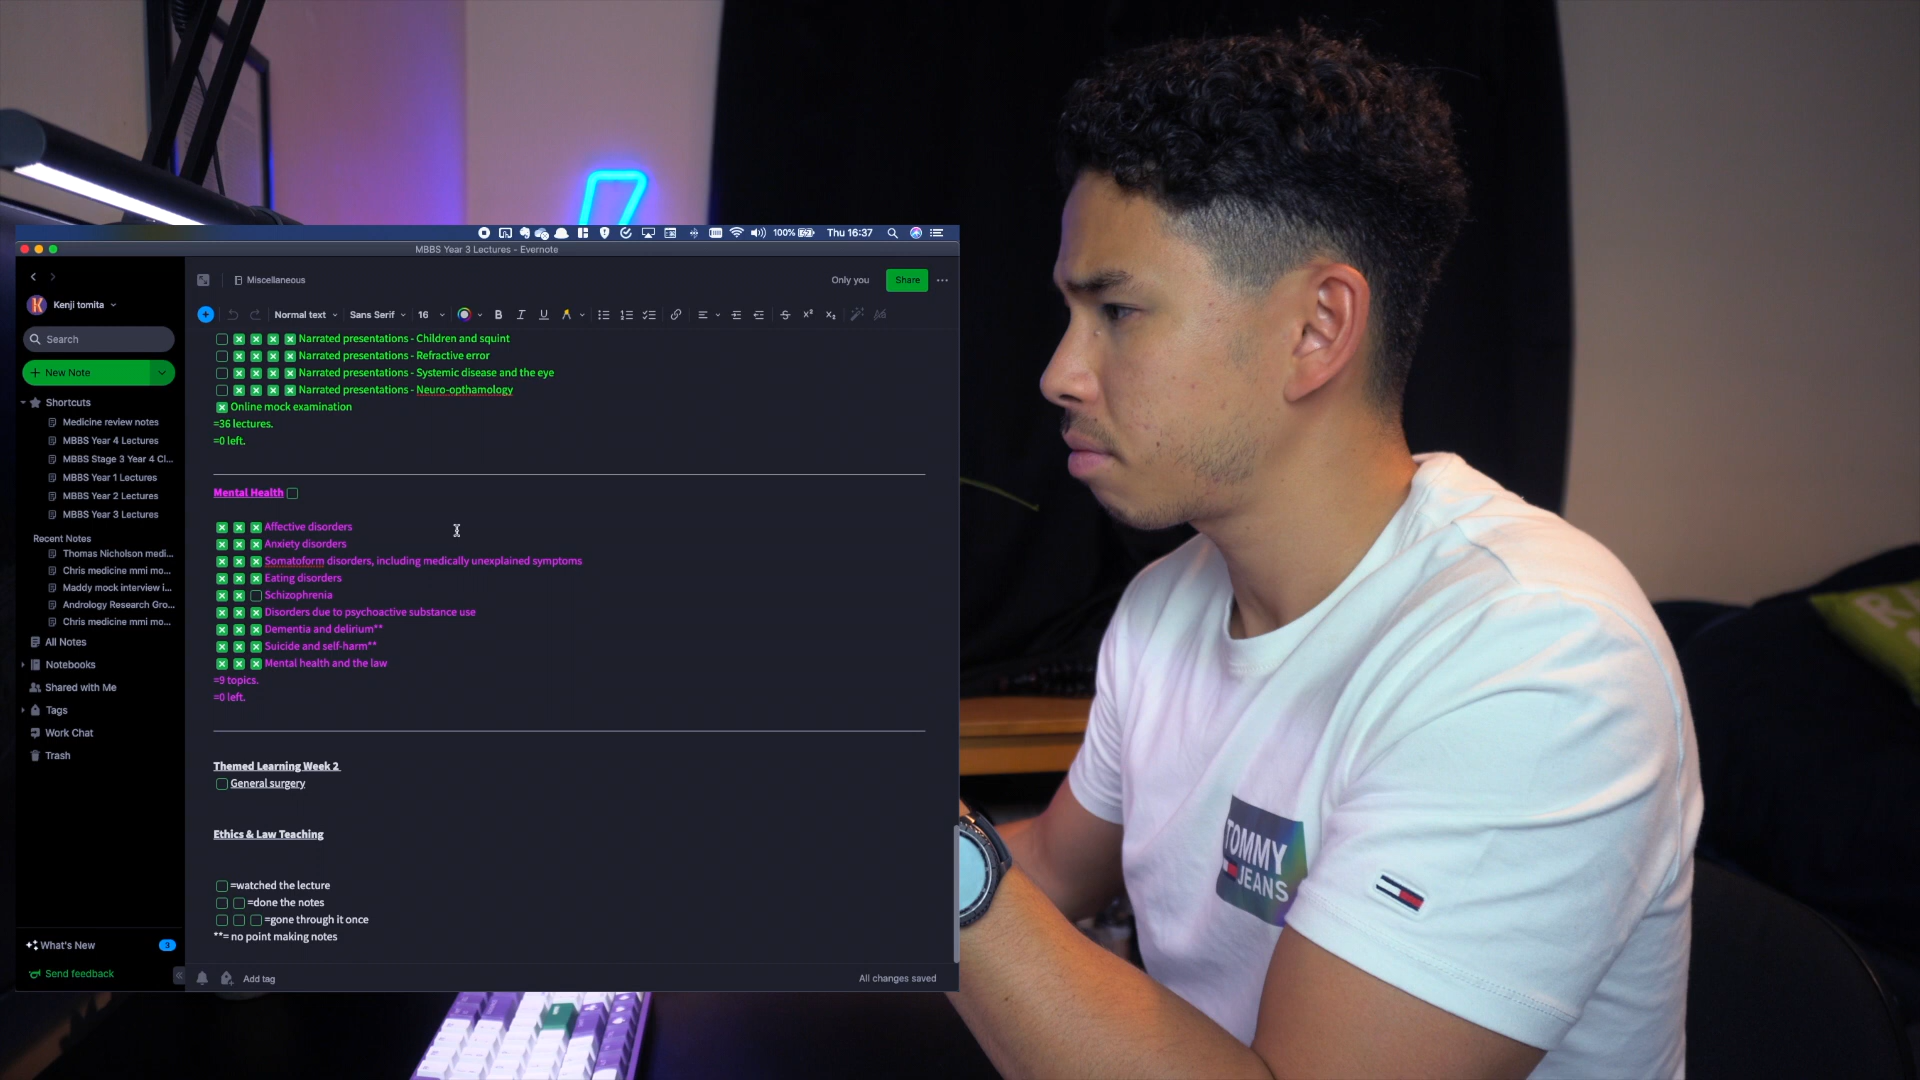 100%
Thu 16:37
MBBS Year 3 Lectures - Evernote
Kenji tomita
Search
New Note
Shortcuts
Medicine review notes
MBBS Year 4 Lectures
MBBS Stage 3 Year 4 Cl...
MBBS Year 1 Lectures
MBBS Year 2 Lectures
MBBS Year 3 Lectures
Recent Notes
Thomas Nicholson medi...
Chris medicine mmi mo...
Maddy mock interview i...
Andrology Research Gro...
Chris medicine mmi mo...
All Notes
Notebooks
Shared with Me
Tags
Work Chat
Trash
What's New
3
Send feedback
Miscellaneous
Only you
Share
Normal text
Sans Serif
16
Narrated presentations - Children and squint
Narrated presentations - Refractive error
Narrated presentations - Systemic disease and the eye
Narrated presentations - Neuro-opthamology
Online mock examination
=36 lectures.
=0 left.
Mental Health
Affective disorders
Anxiety disorders
Somatoform disorders, including medically unexplained symptoms
Eating disorders
Schizophrenia
Disorders due to psychoactive substance use
Dementia and delirium**
Suicide and self-harm**
Mental health and the law
=9 topics.
=0 left.
Themed Learning Week 2
General surgery
Ethics & Law Teaching
=watched the lecture
=done the notes
=gone through it once
**= no point making notes
Add tag
All changes saved
TOMMY
JEANS